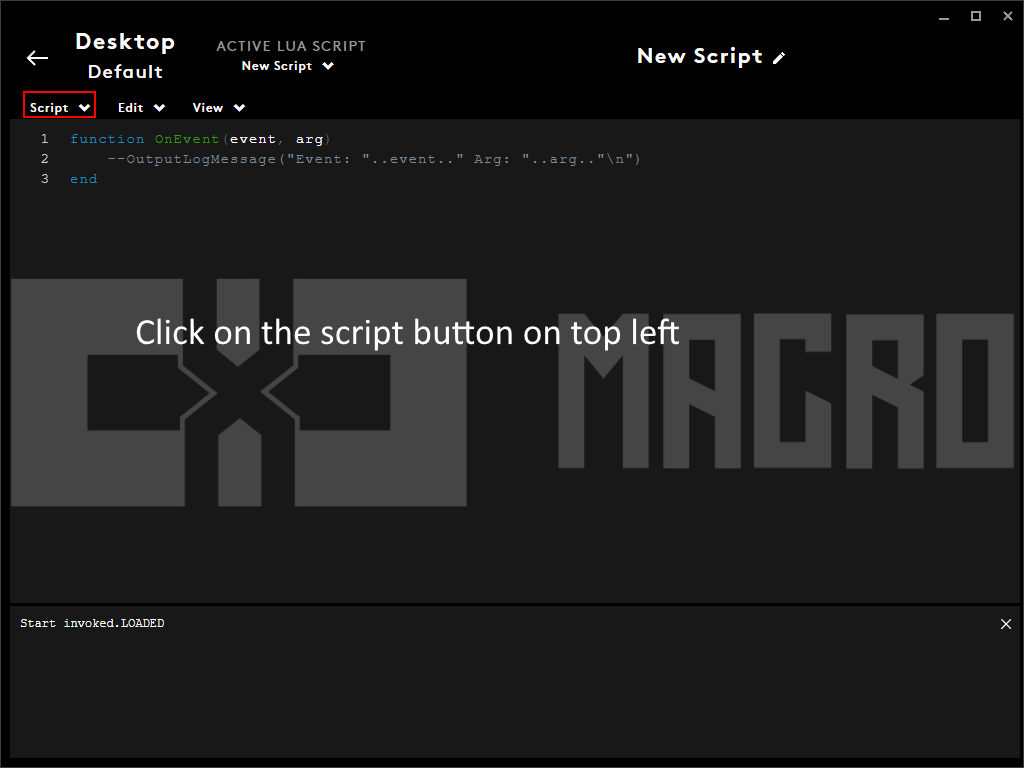 Desktop
Default
ACTIVE LUA SCRIPT
New Script
New Script
Script Edit View
1 function OnEvent(event, arg)
2 --OutputLogMessage("Event: "..event.." Arg: "..arg.."\n")
3 end
Click on the script button on top left
MACRO
Start invoked.LOADED